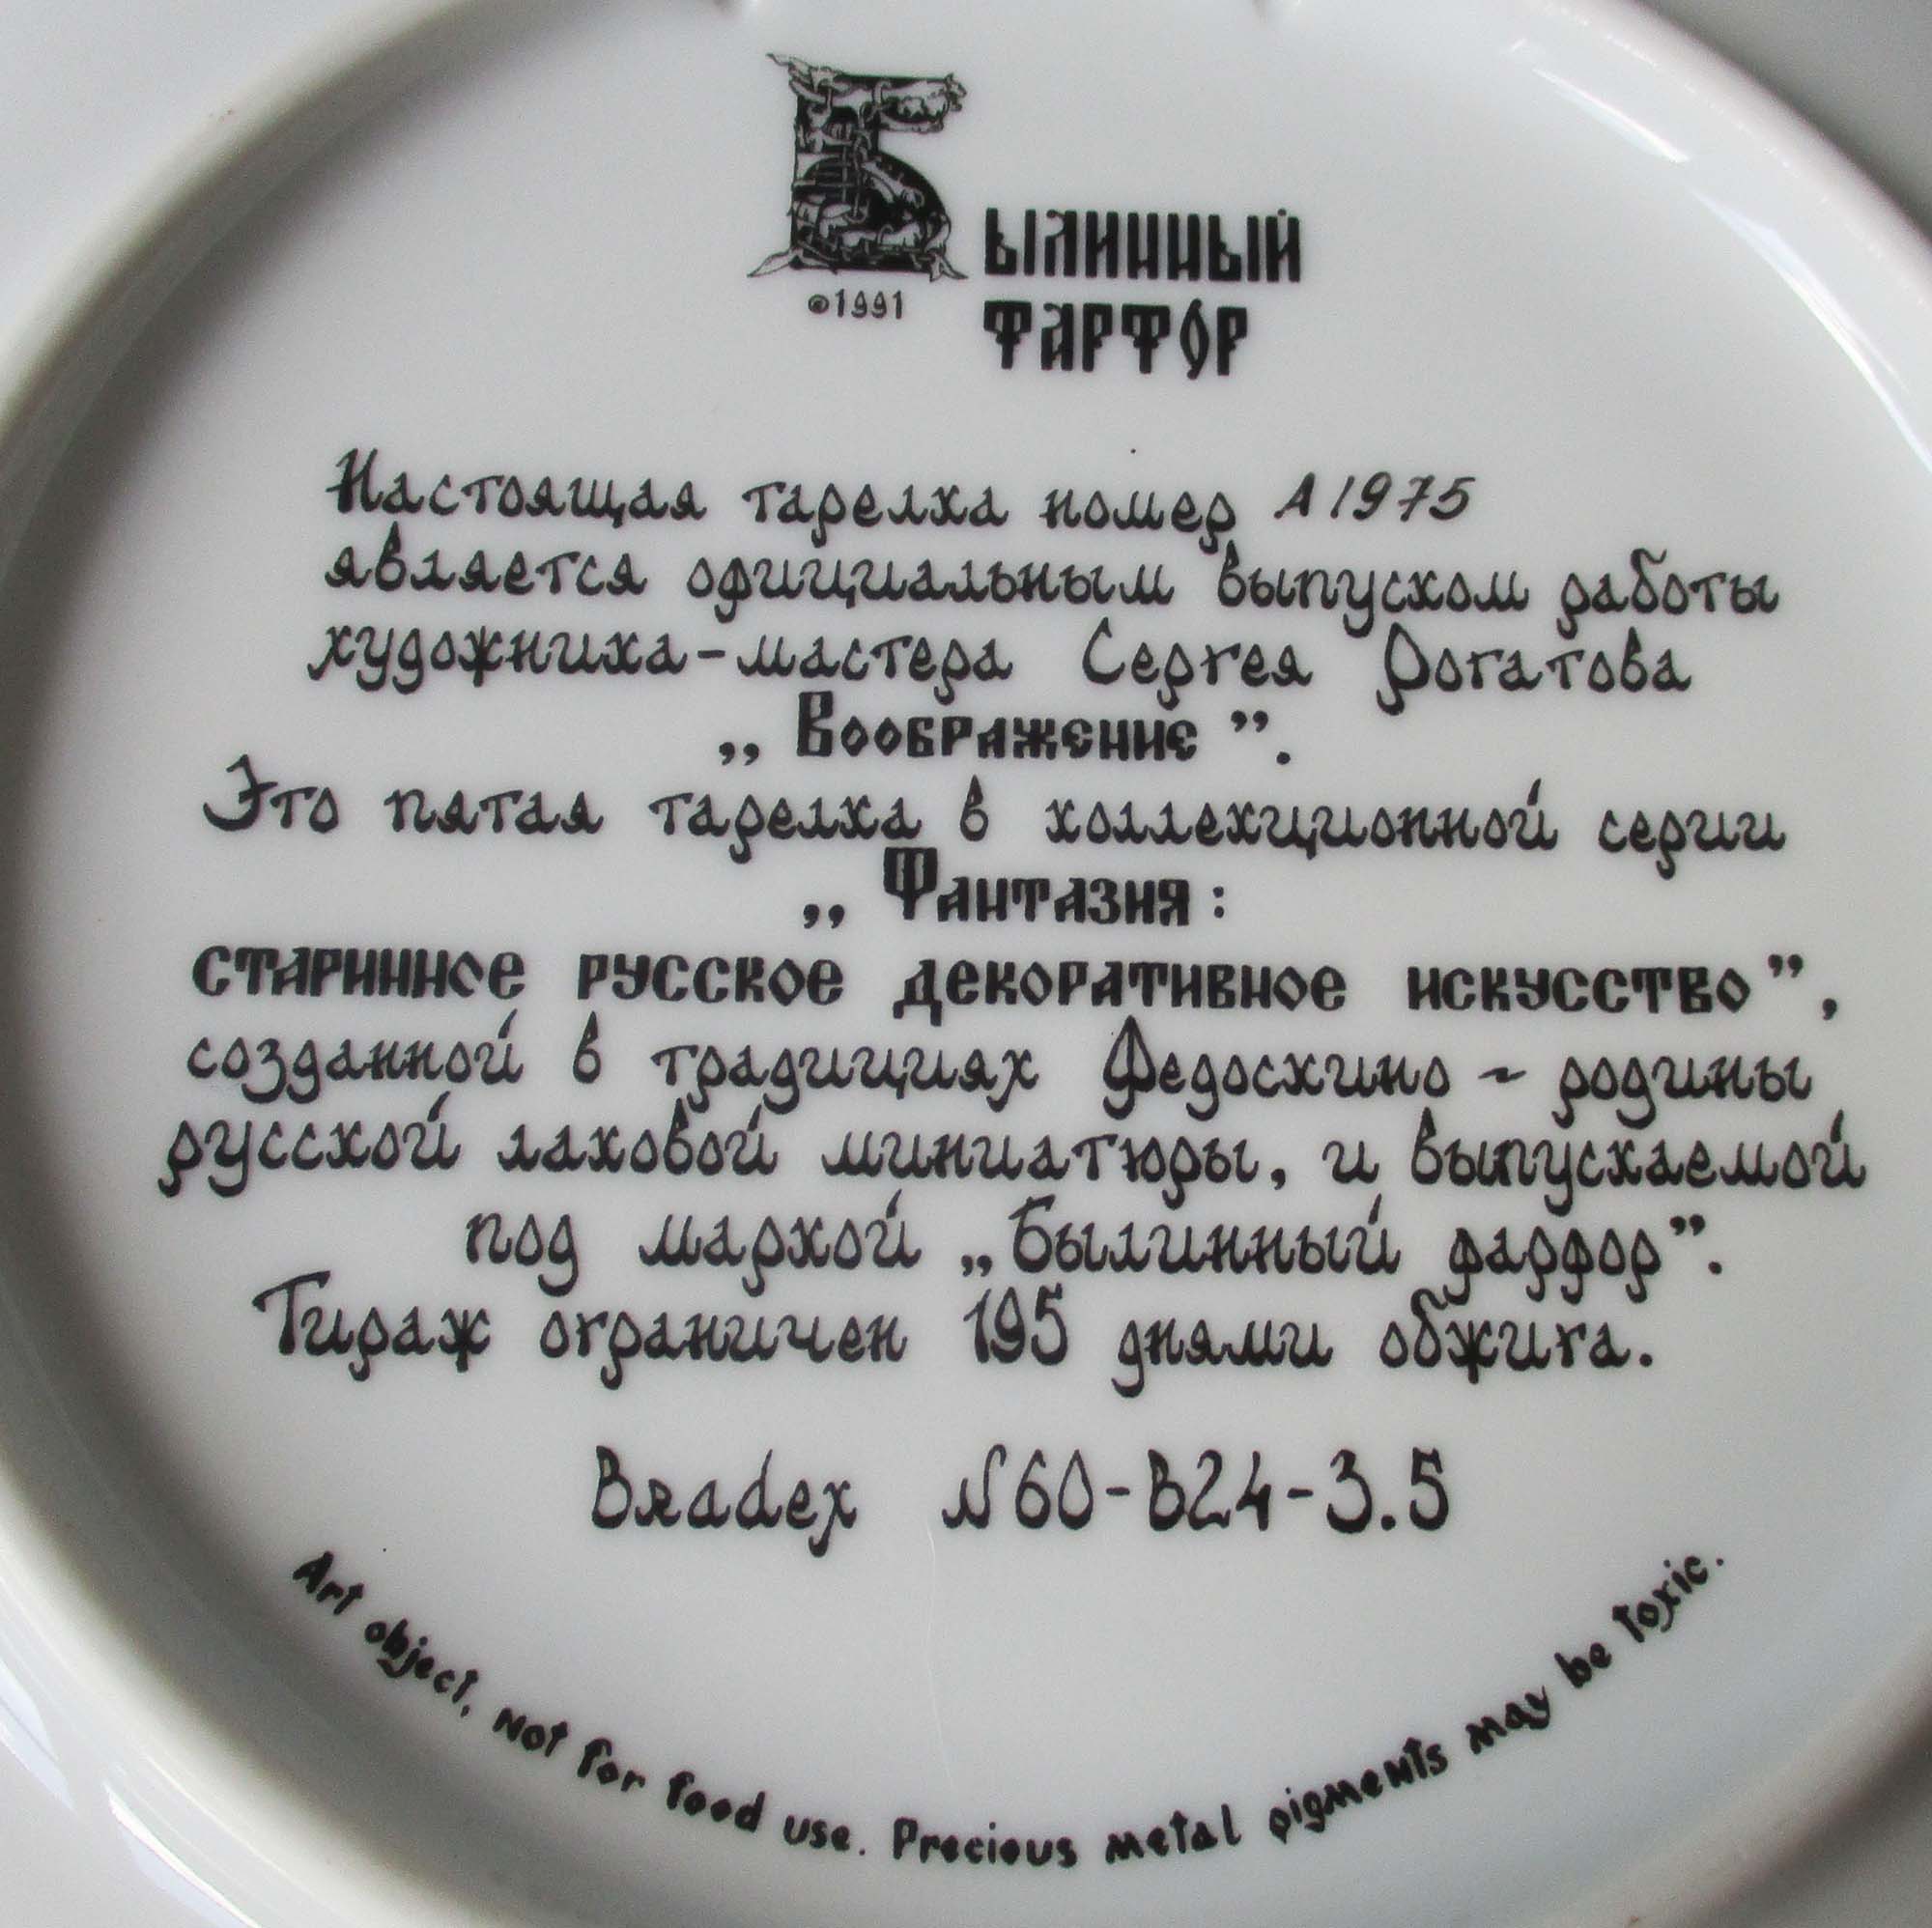 Былинный
©1991
фарфор
Настоящая тарелка номер A1975
является официальным выпуском работы
художника-мастера Сергея Рогатова
„Воображение”.
Это пятая тарелка в коллекционной серии
„Фантазия:
старинное русское декоративное искусство”,
созданной в традициях Федоскино - родины
русской лаковой миниатюры, и выпускаемой
под маркой „Былинный фарфор”.
Тираж ограничен 195 днями обжига.
Bradex N60-B24-3.5
Art object, not for food use. Precious metal pigments may be toxic.